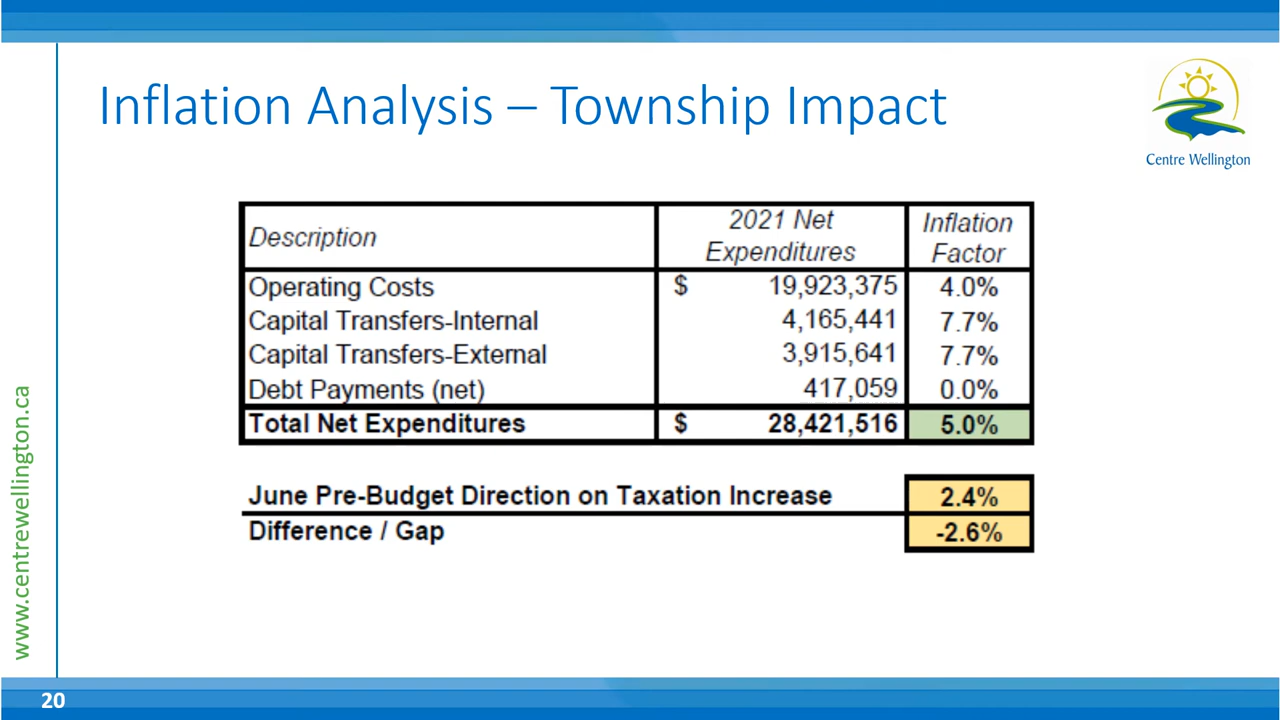 Inflation Analysis – Township Impact
Centre Wellington
Description 2021 Net Expenditures Inflation Factor
Operating Costs $ 19,923,375 4.0%
Capital Transfers-Internal 4,165,441 7.7%
Capital Transfers-External 3,915,641 7.7%
Debt Payments (net) 417,059 0.0%
Total Net Expenditures $ 28,421,516 5.0%
June Pre-Budget Direction on Taxation Increase 2.4%
Difference / Gap -2.6%
www.centrewellington.ca
20